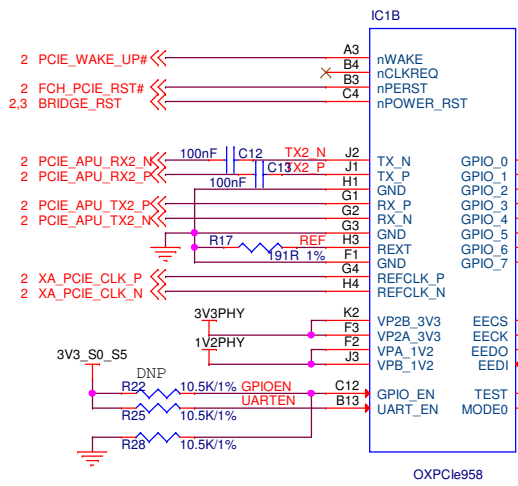 IC1B
2 PCIE_WAKE_UP# A3 nWAKE
B4 nCLKREQ
2 FCH_PCIE_RST# B3 nPERST
2,3 BRIDGE_RST C4 nPOWER_RST
2 PCIE_APU_RX2_N 100nF C12 TX2_N J2 TX_N GPIO_0
2 PCIE_APU_RX2_P C13 TX2_P J1 TX_P GPIO_1
100nF H1 GND GPIO_2
2 PCIE_APU_TX2_P G1 RX_P GPIO_3
2 PCIE_APU_TX2_N G2 RX_N GPIO_4
G3 GND GPIO_5
R17 REF H3 REXT GPIO_6
191R 1% F1 GND GPIO_7
2 XA_PCIE_CLK_P G4 REFCLK_P
2 XA_PCIE_CLK_N H4 REFCLK_N
3V3PHY K2 VP2B_3V3 EECS
F3 VP2A_3V3 EECK
1V2PHY F2 VPA_1V2 EEDO
3V3_S0_S5 J3 VPB_1V2 EEDI
DNP
R22 10.5K/1% GPIOEN C12 GPIO_EN TEST
R25 10.5K/1% UARTEN B13 UART_EN MODE0
R28 10.5K/1%
OXPCIe958